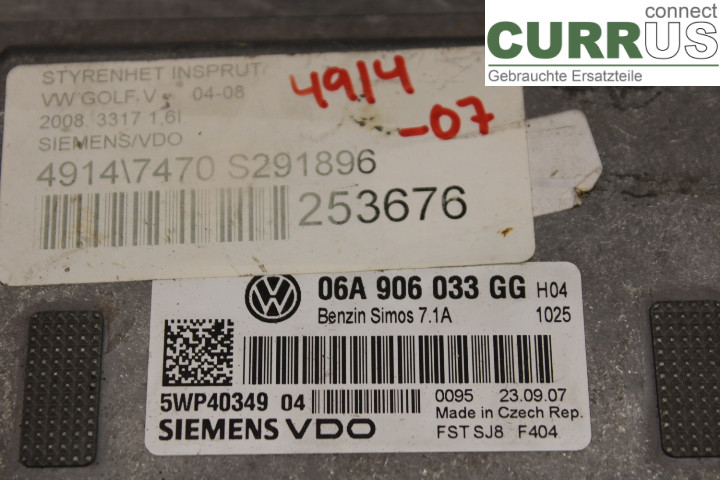 connect
CURRUS
Gebrauchte Ersatzteile
STYRENHET INSPRUT
VW GOLF. V 04-08
2008 3317 1,6l
SIEMENS/VDO
4914\7470 S291896
253676
4914
-07
06A 906 033 GG H04
Benzin Simos 7.1A 1025
5WP40349 04
0095 23.09.07
Made in Czech Rep.
SIEMENS VDO
FST SJ8 F404